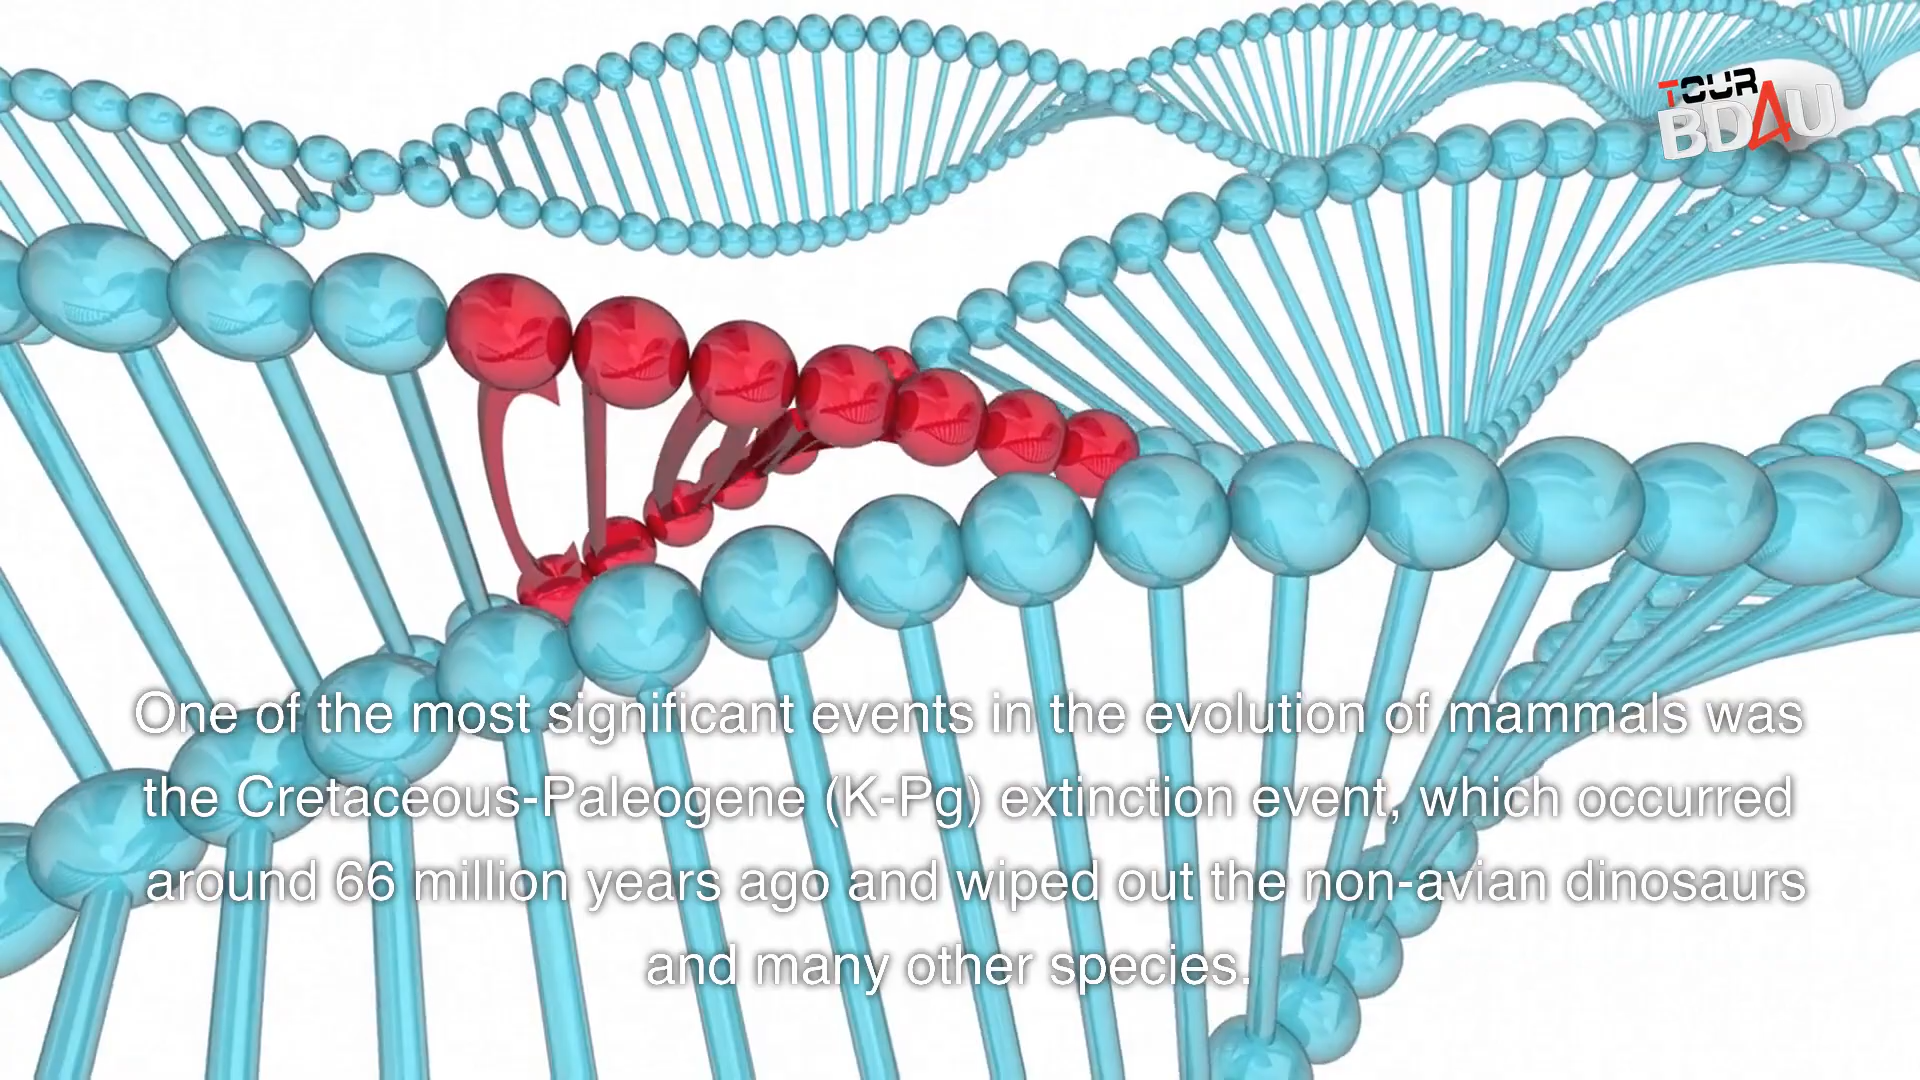 TOUR
BDAU
One of the most significant events in the evolution of mammals was
the Cretaceous-Paleogene (K-Pg) extinction event, which occurred
around 66 million years ago and wiped out the non-avian dinosaurs
and many other species.